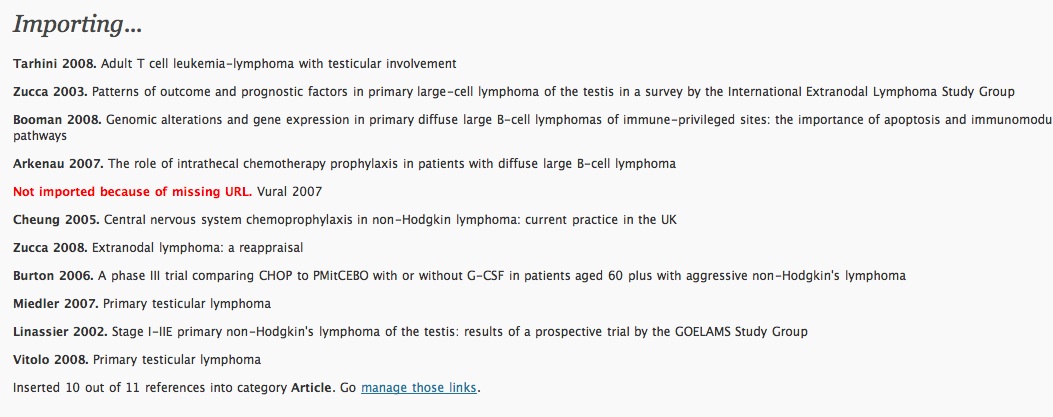 Importing...
Tarhini 2008. Adult T cell leukemia-lymphoma with testicular involvement
Zucca 2003. Patterns of outcome and prognostic factors in primary large-cell lymphoma of the testis in a survey by the International Extranodal Lymphoma Study Group
Booman 2008. Genomic alterations and gene expression in primary diffuse large B-cell lymphomas of immune-privileged sites: the importance of apoptosis and immunomodu
pathways
Arkenau 2007. The role of intrathecal chemotherapy prophylaxis in patients with diffuse large B-cell lymphoma
Not imported because of missing URL. Vural 2007
Cheung 2005. Central nervous system chemoprophylaxis in non-Hodgkin lymphoma: current practice in the UK
Zucca 2008. Extranodal lymphoma: a reappraisal
Burton 2006. A phase III trial comparing CHOP to PMitCEBO with or without G-CSF in patients aged 60 plus with aggressive non-Hodgkin's lymphoma
Miedler 2007. Primary testicular lymphoma
Linassier 2002. Stage I-IIE primary non-Hodgkin's lymphoma of the testis: results of a prospective trial by the GOELAMS Study Group
Vitolo 2008. Primary testicular lymphoma
Inserted 10 out of 11 references into category Article. Go manage those links.